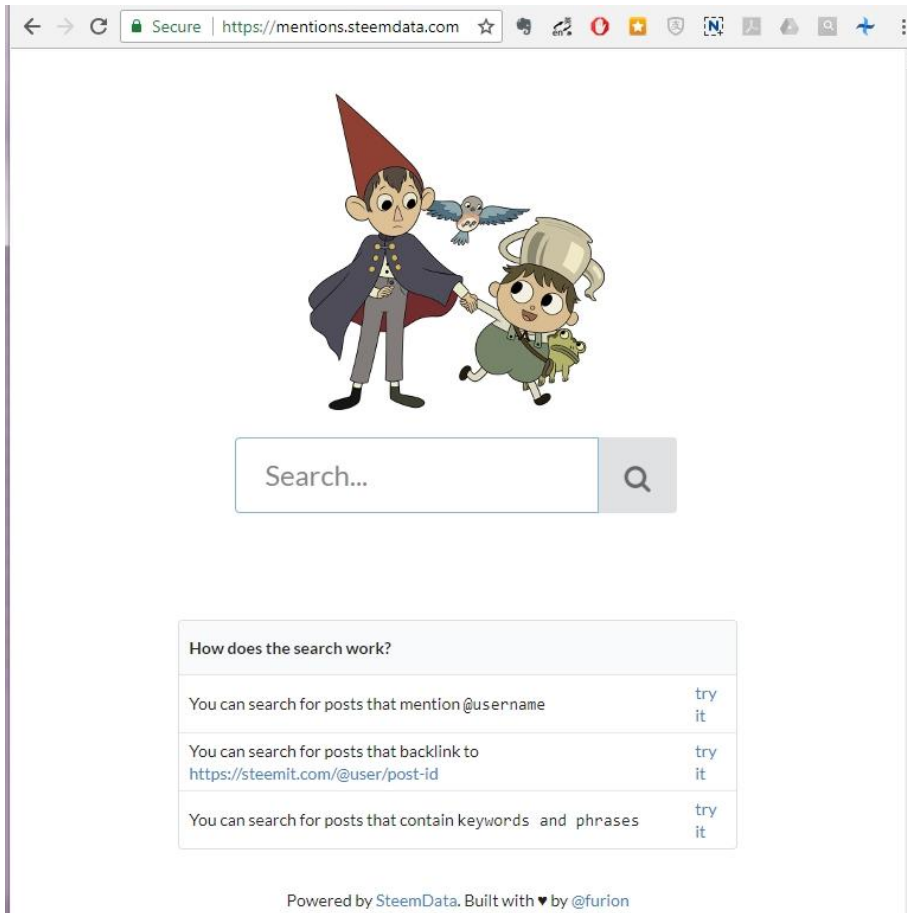 Secure | https://mentions.steemdata.com
Search...
How does the search work?
You can search for posts that mention @username
try
it
You can search for posts that backlink to
https://steemit.com/@user/post-id
try
it
You can search for posts that contain keywords and phrases
try
it
Powered by SteemData. Built with ♥ by @furion